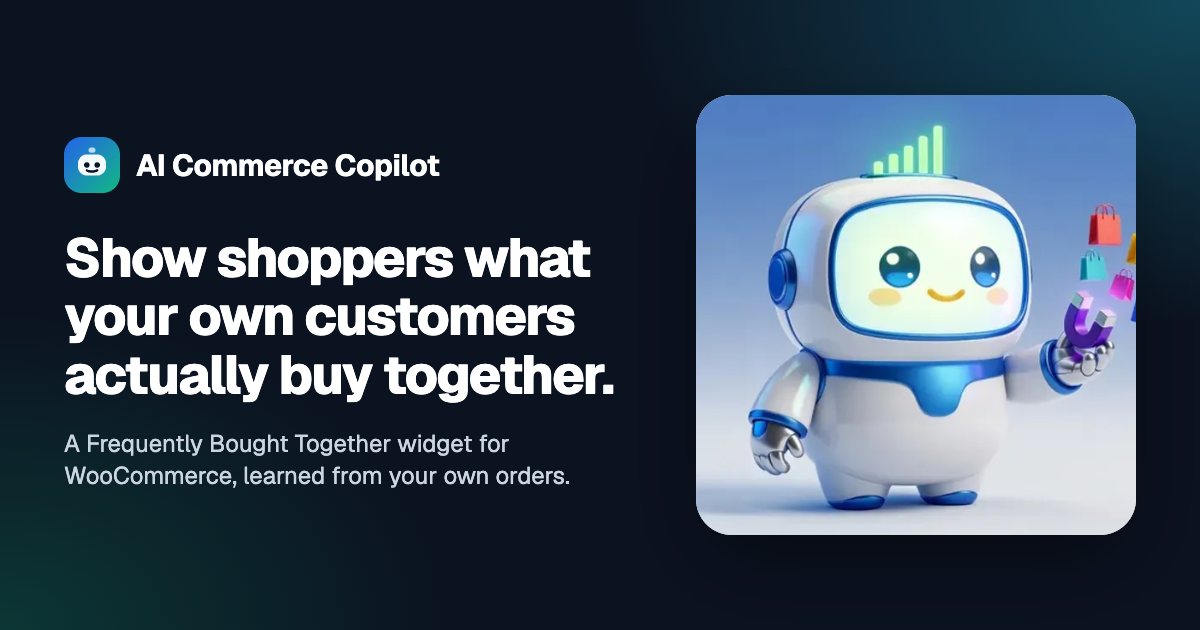 AI Commerce Copilot
Show shoppers what
your own customers
actually buy together.
A Frequently Bought Together widget for
WooCommerce, learned from your own orders.